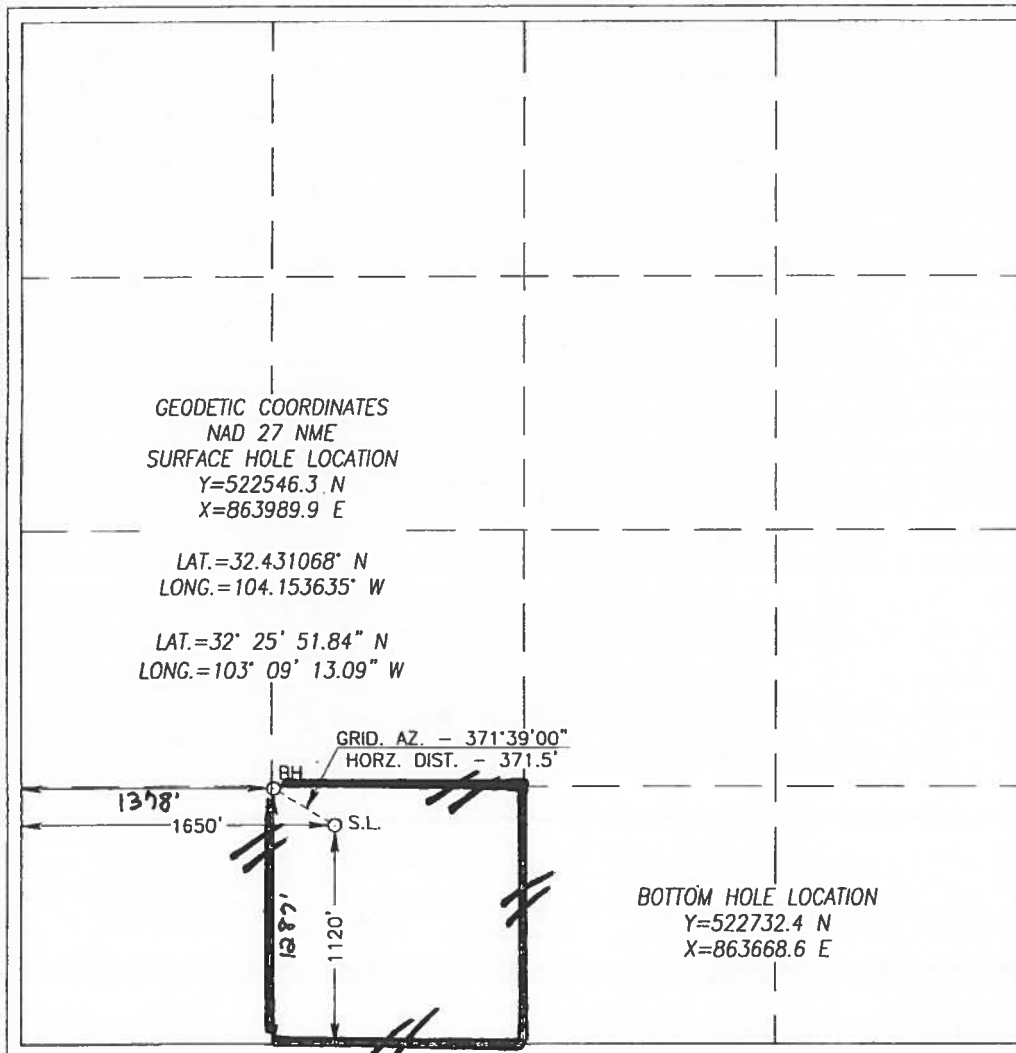 GEODETIC COORDINATES
NAD 27 NME
SURFACE HOLE LOCATION
Y=522546.3 N
X=863989.9 E
LAT.=32.431068° N
LONG.=104.153635° W
LAT.=32° 25' 51.84" N
LONG.=103° 09' 13.09" W
GRID. AZ. - 371°39'00"
HORZ. DIST. - 371.5'
BH
1378'
1650'
S.L.
1287'
1120'
BOTTOM HOLE LOCATION
Y=522732.4 N
X=863668.6 E